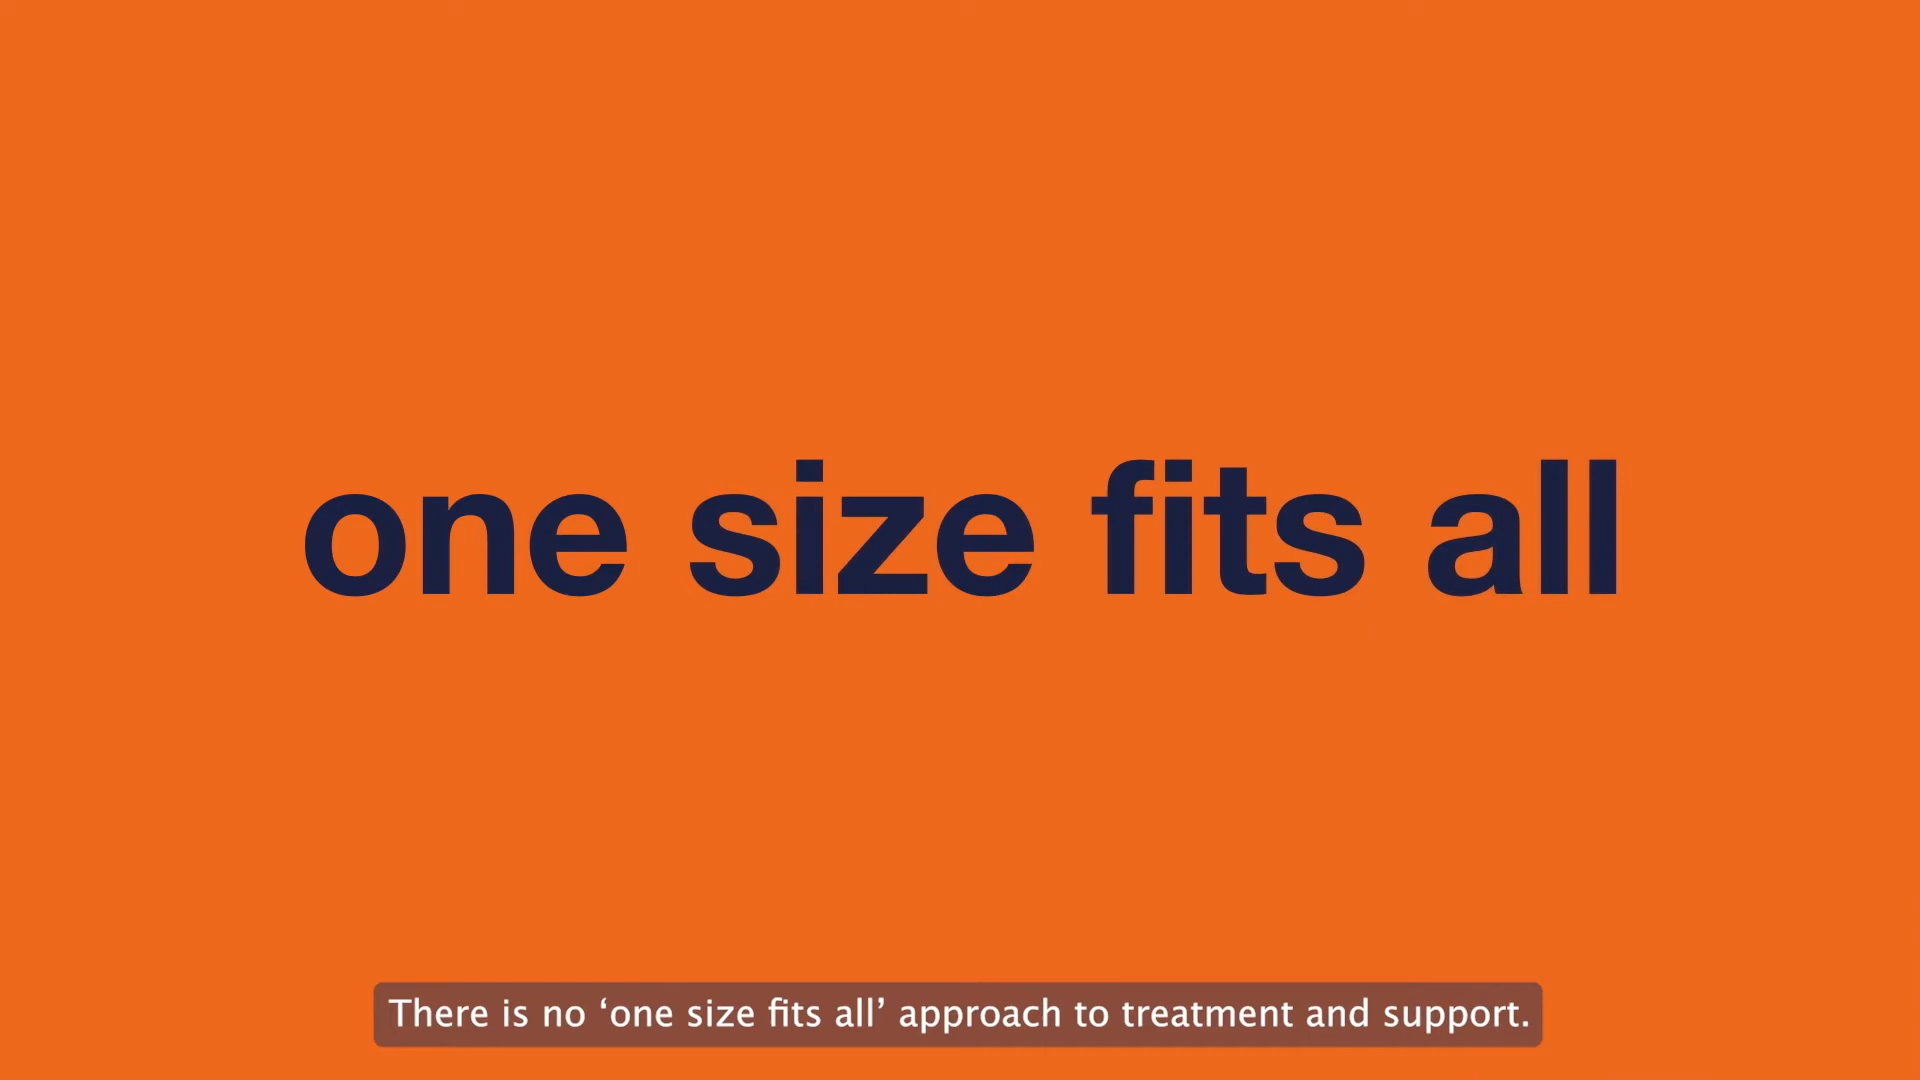 one size fits all
There is no ‘one size fits all’ approach to treatment and support.